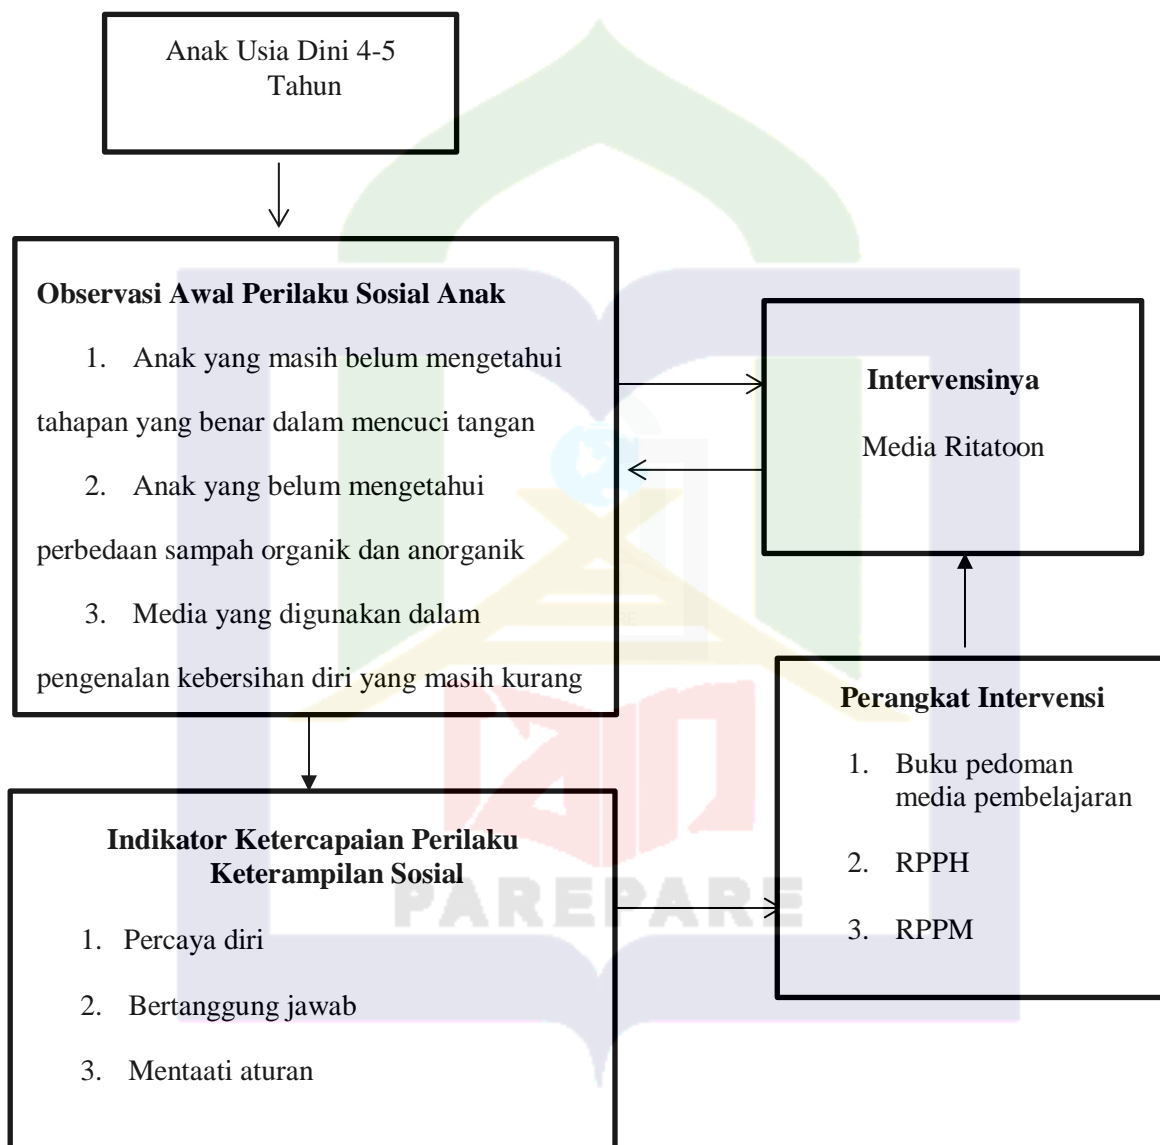 Anak Usia Dini 4-5
Tahun
Observasi Awal Perilaku Sosial Anak
1. Anak yang masih belum mengetahui
tahapan yang benar dalam mencuci tangan
2. Anak yang belum mengetahui
perbedaan sampah organik dan anorganik
3. Media yang digunakan dalam
pengenalan kebersihan diri yang masih kurang
Intervensinya
Media Ritatoon
Perangkat Intervensi
1. Buku pedoman
media pembelajaran
2. RPPH
3. RPPM
Indikator Ketercapaian Perilaku
Keterampilan Sosial
1. Percaya diri
2. Bertanggung jawab
3. Mentaati aturan
PAREPARE